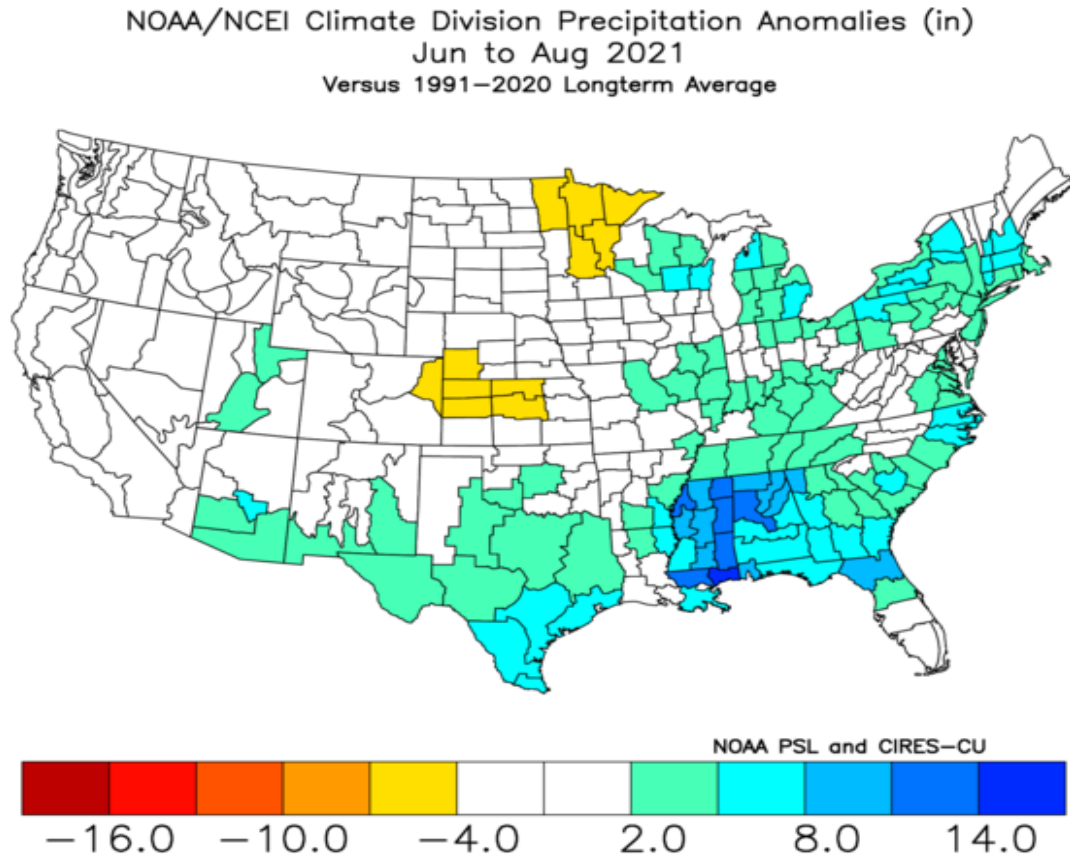 NOAA/NCEI Climate Division Precipitation Anomalies (in)
Jun to Aug 2021
Versus 1991–2020 Longterm Average
NOAA PSL and CIRES–CU
−16.0 −10.0 −4.0 2.0 8.0 14.0